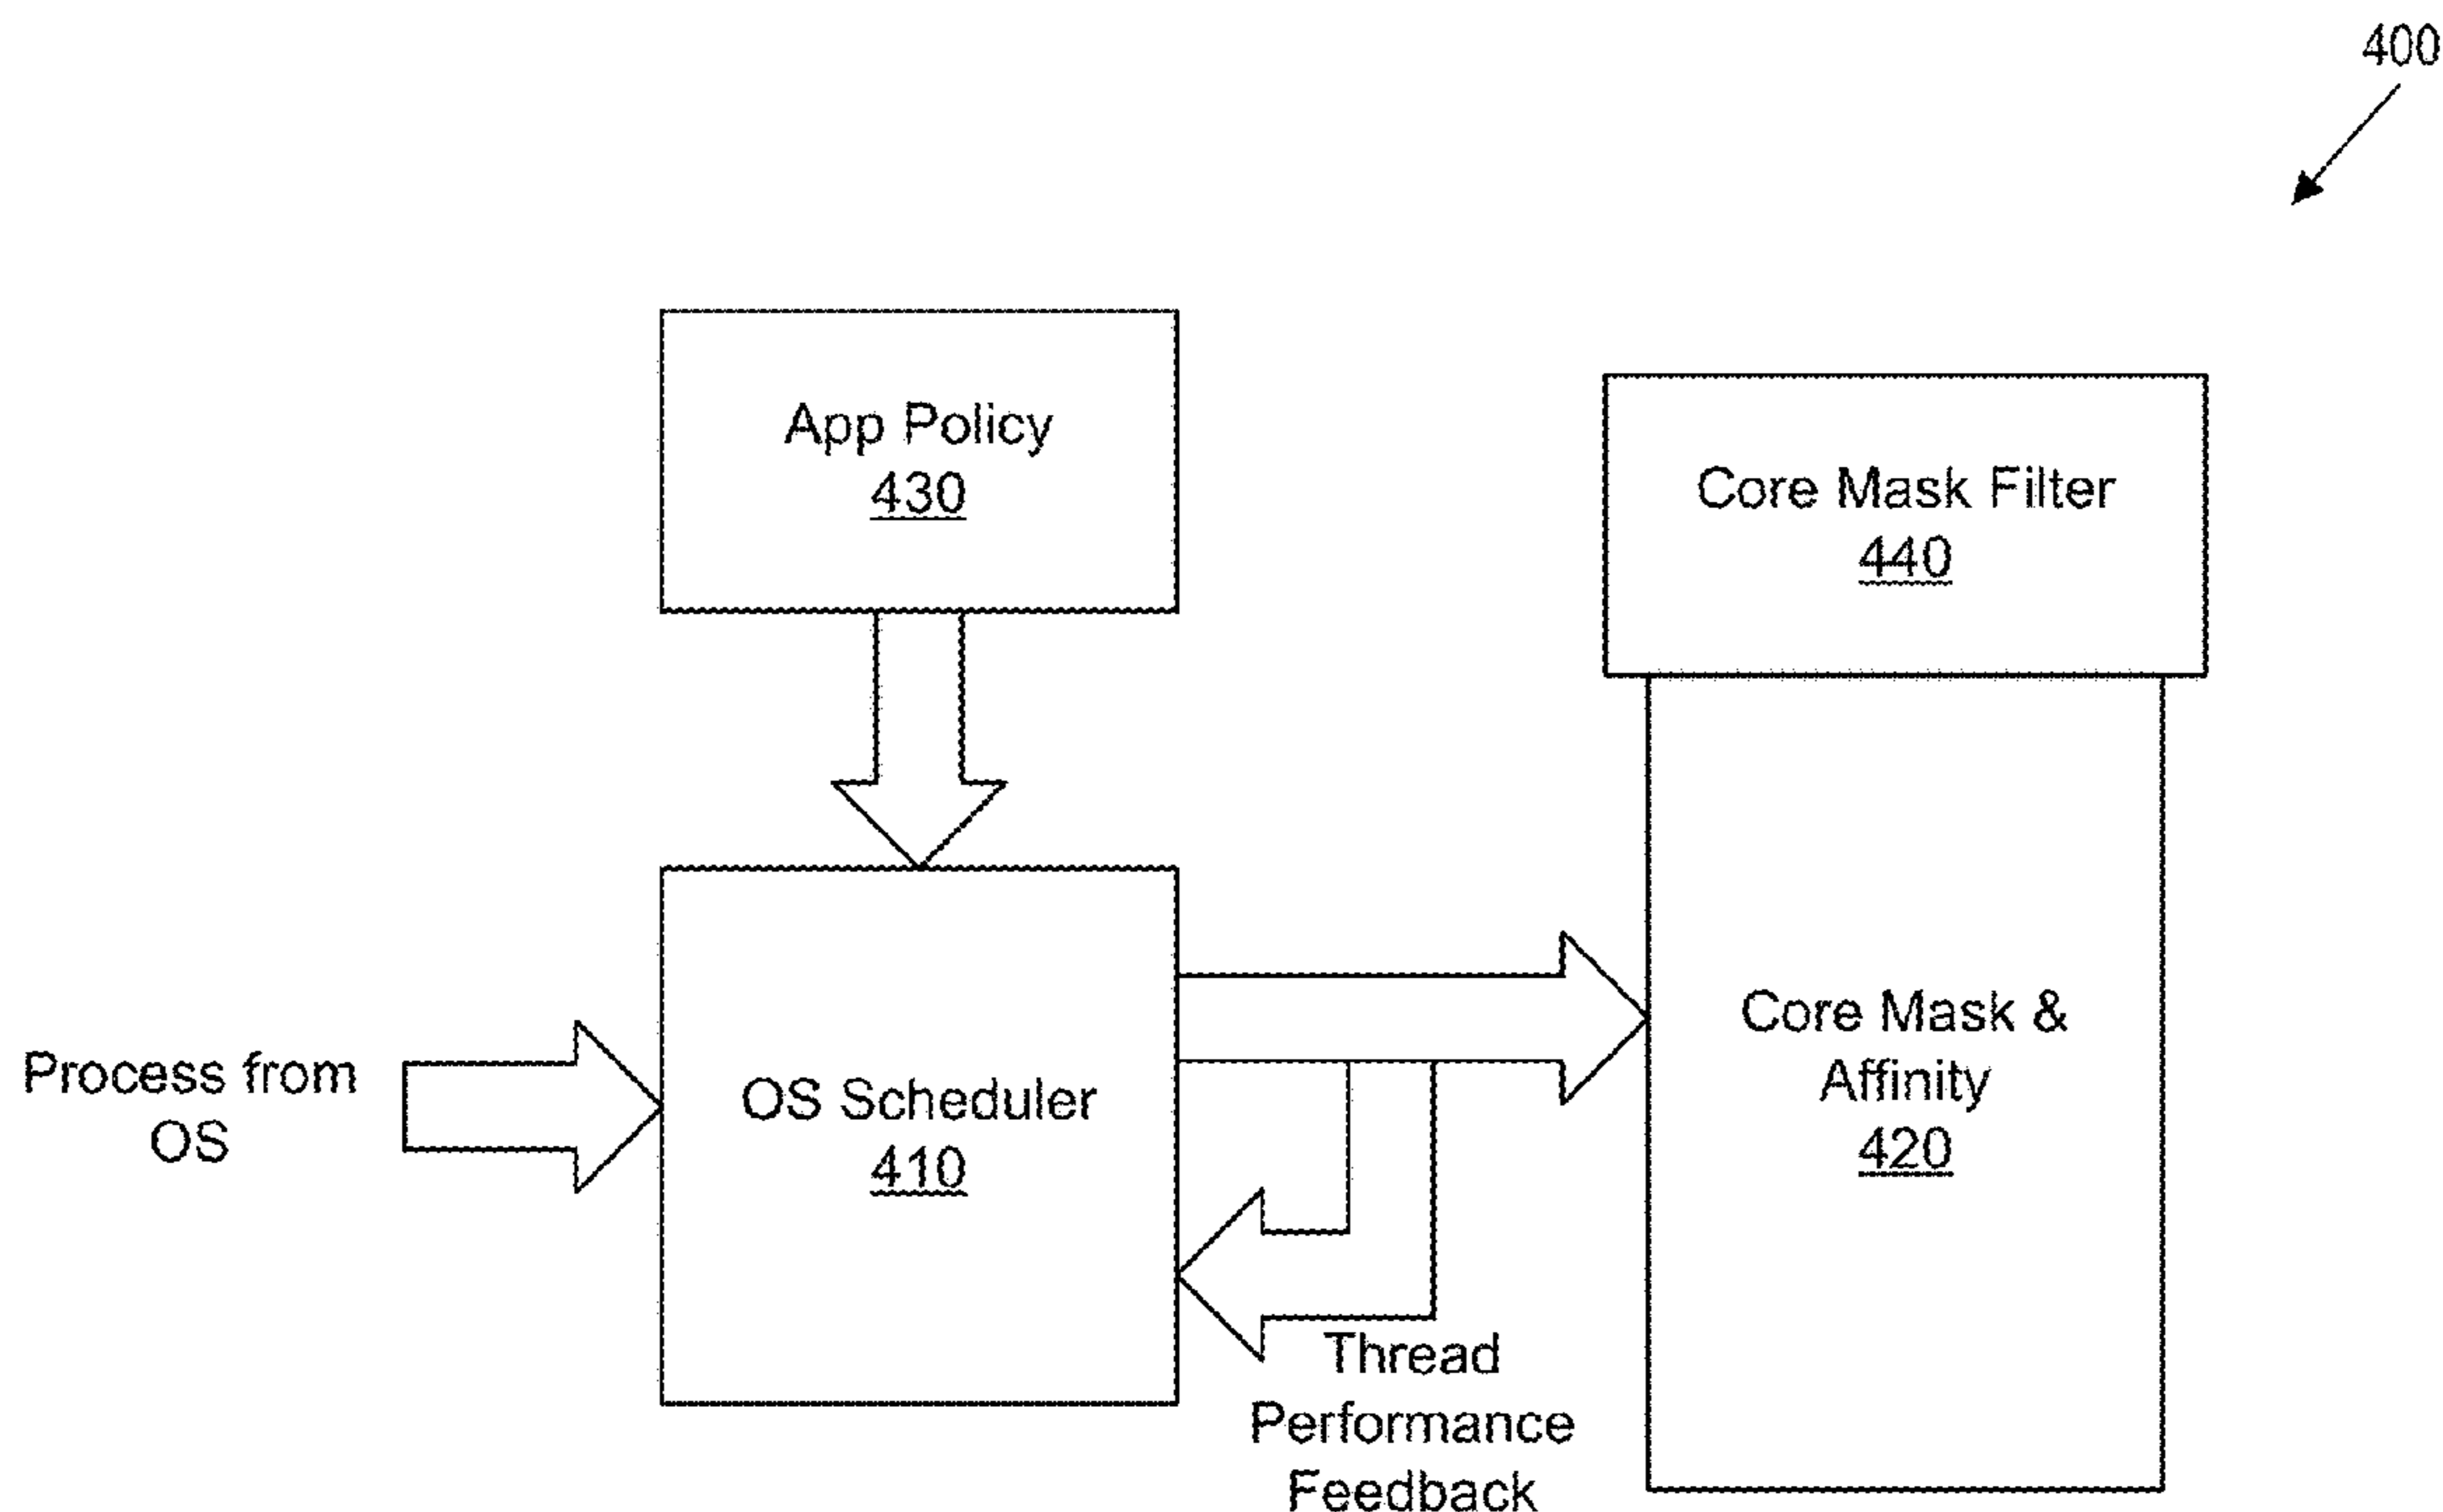 400
App Policy
430
Core Mask Filter
440
Process from
OS
OS Scheduler
410
Core Mask &
Affinity
420
Thread
Performance
Feedback